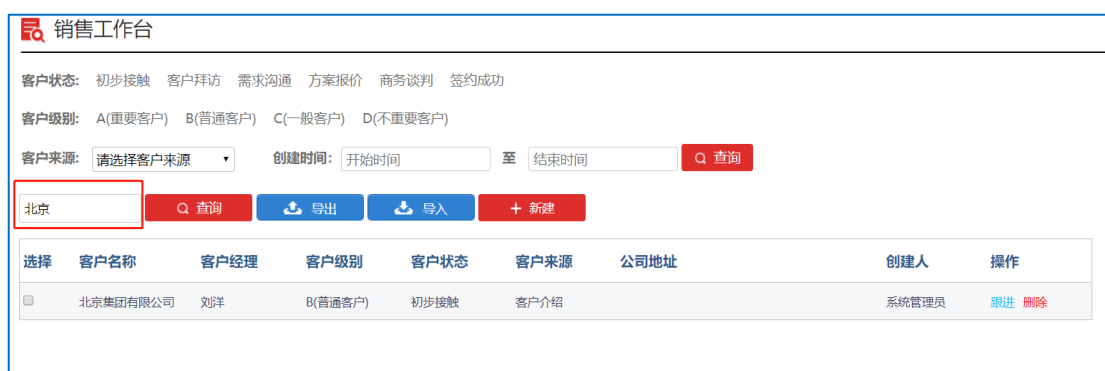 销售工作台
客户状态: 初步接触 客户拜访 需求沟通 方案报价 商务谈判 签约成功
客户级别: A(重要客户) B(普通客户) C(一般客户) D(不重要客户)
客户来源: 请选择客户来源 创建时间: 开始时间 至 结束时间 查询
北京 查询 导出 导入 + 新建
选择 客户名称 客户经理 客户级别 客户状态 客户来源 公司地址 创建人 操作
北京集团有限公司 刘洋 B(普通客户) 初步接触 客户介绍 系统管理员 跟进 删除